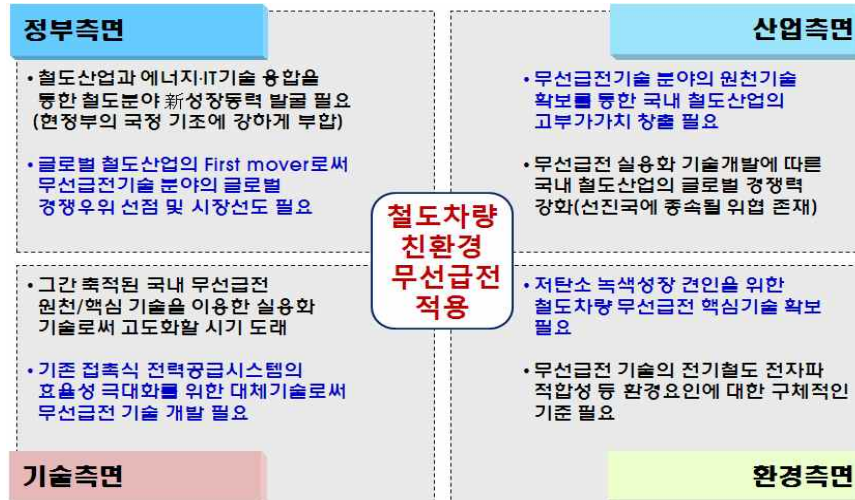 정부측면
• 철도산업과 에너지·IT기술 융합을
통한 철도분야 新성장동력 발굴 필요
(현정부의 국정 기조에 강하게 부합)
• 글로벌 철도산업의 First mover로써
무선급전기술 분야의 글로벌
경쟁우위 선점 및 시장선도 필요
산업측면
• 무선급전기술 분야의 원천기술
확보를 통한 국내 철도산업의
고부가가치 창출 필요
• 무선급전 실용화 기술개발에 따른
국내 철도산업의 글로벌 경쟁력
강화(선진국에 종속될 위협 존재)
철도차량
친환경
무선급전
적용
• 그간 축적된 국내 무선급전
원천/핵심 기술을 이용한 실용화
기술로써 고도화할 시기 도래
• 기존 접촉식 전력공급시스템의
효율성 극대화를 위한 대체기술로써
무선급전 기술 개발 필요
기술측면
• 저탄소 녹색성장 견인을 위한
철도차량 무선급전 핵심기술 확보
필요
• 무선급전 기술의 전기철도 전자파
적합성 등 환경요인에 대한 구체적인
기준 필요
환경측면